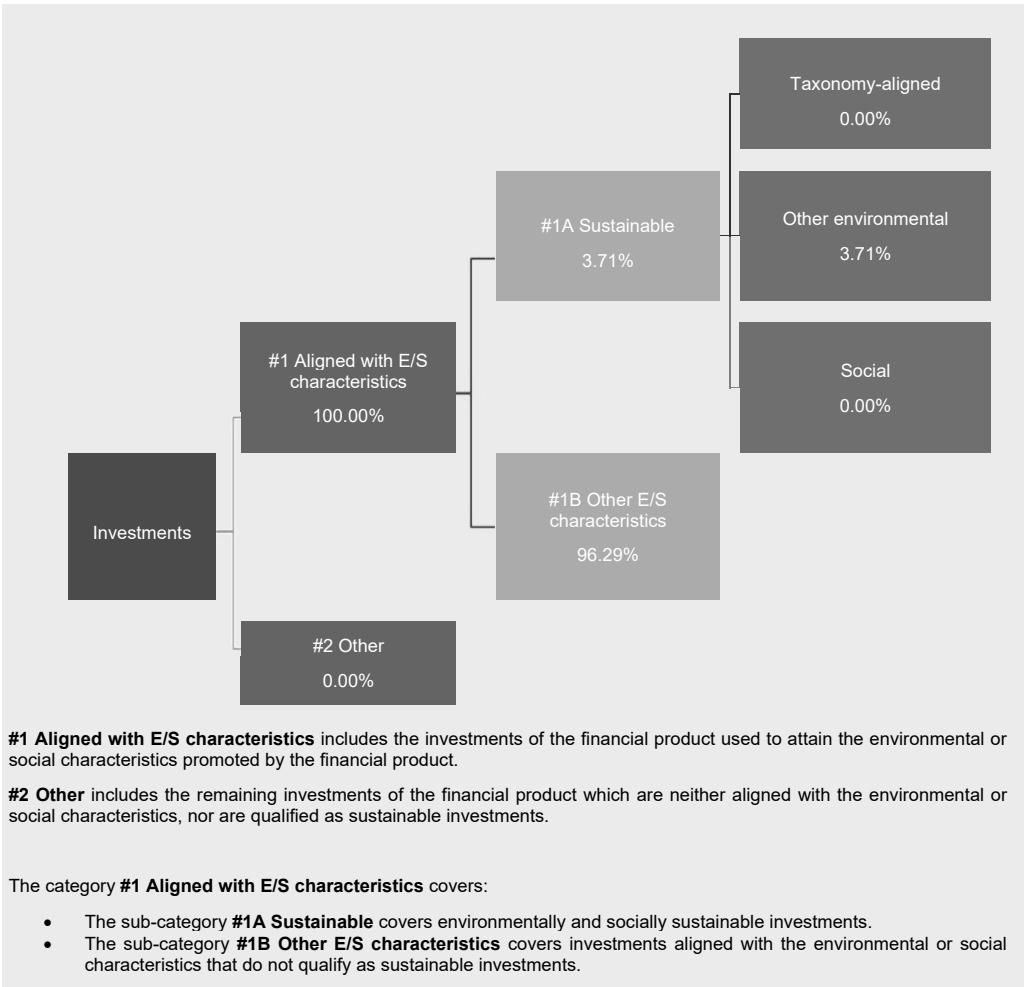 Taxonomy-aligned
0.00%
#1A Sustainable
3.71%
Other environmental
3.71%
#1 Aligned with E/S
characteristics
100.00%
Social
0.00%
Investments
#1B Other E/S
characteristics
96.29%
#2 Other
0.00%
#1 Aligned with E/S characteristics includes the investments of the financial product used to attain the environmental or
social characteristics promoted by the financial product.
#2 Other includes the remaining investments of the financial product which are neither aligned with the environmental or
social characteristics, nor are qualified as sustainable investments.
The category #1 Aligned with E/S characteristics covers:
• The sub-category #1A Sustainable covers environmentally and socially sustainable investments.
• The sub-category #1B Other E/S characteristics covers investments aligned with the environmental or social
characteristics that do not qualify as sustainable investments.